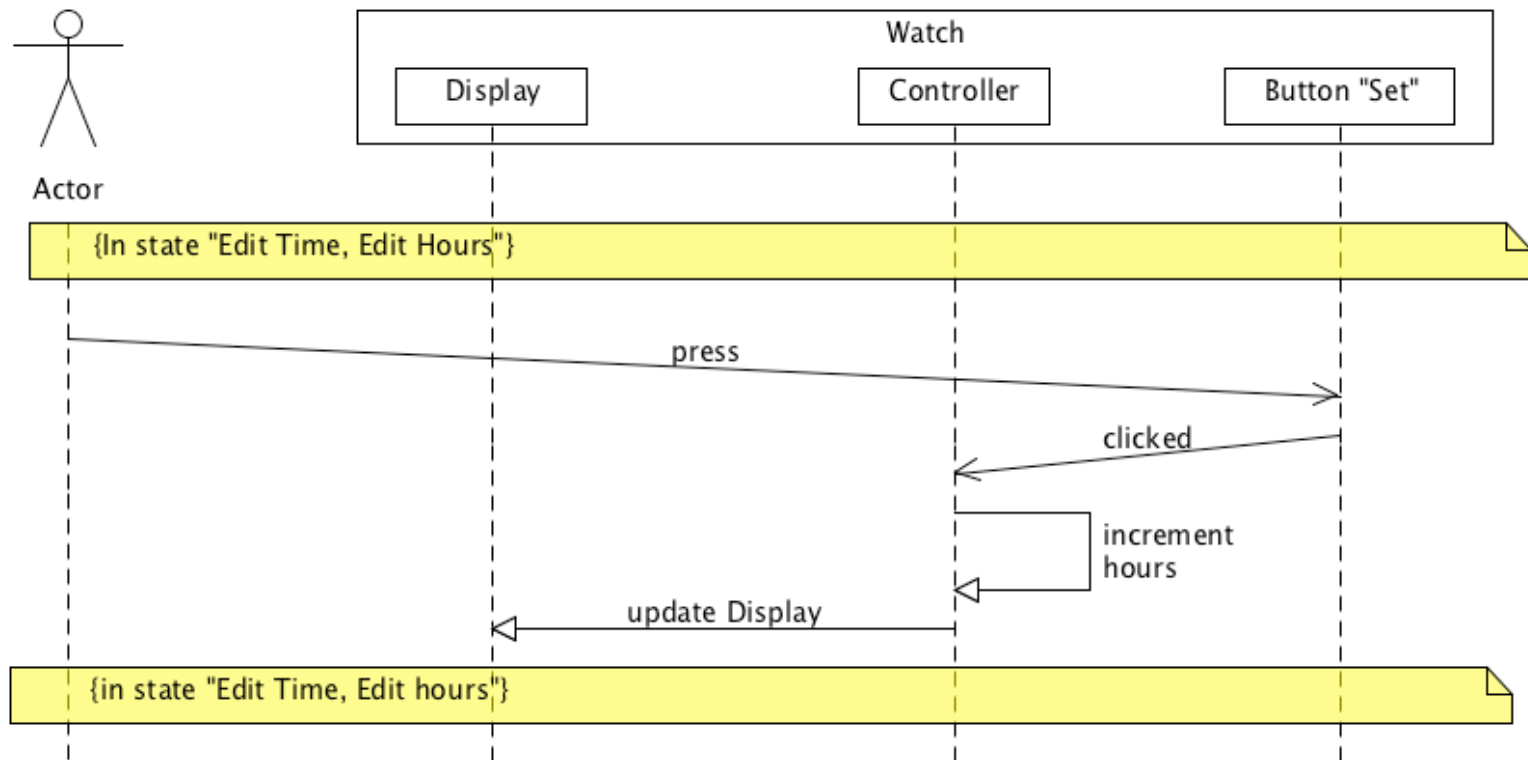 Watch
Display
Controller
Button "Set"
Actor
{In state "Edit Time, Edit Hours"}
press
clicked
increment
hours
update Display
{in state "Edit Time, Edit hours"}